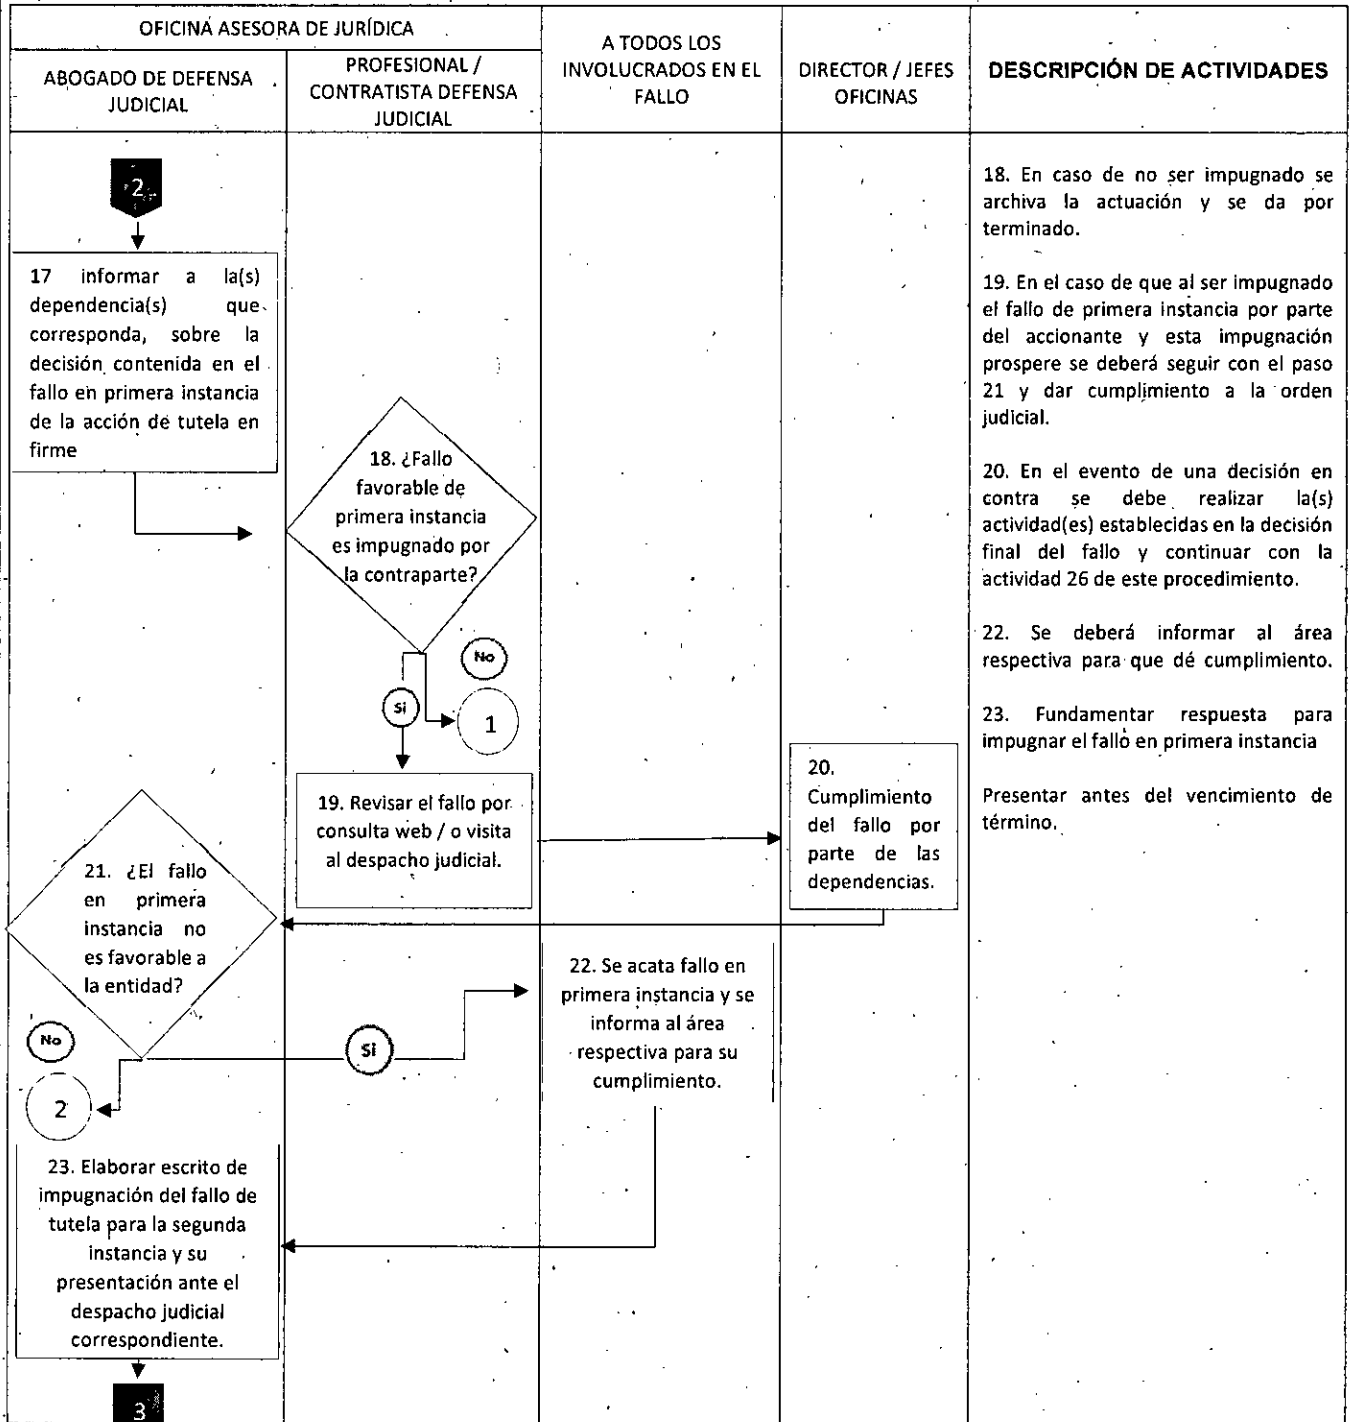 OFICINA ASESORA DE JURÍDICA
ABOGADO DE DEFENSA
JUDICIAL
PROFESIONAL /
CONTRATISTA DEFENSA
JUDICIAL
A TODOS LOS
INVOLUCRADOS EN EL
FALLO
DIRECTOR / JEFES
OFICINAS
DESCRIPCIÓN DE ACTIVIDADES
2
17 informar a la(s)
dependencia(s) que
corresponda, sobre la
decisión contenida en el
fallo en primera instancia
de la acción de tutela en
firme
18. ¿Fallo
favorable de
primera instancia
es impugnado por
la contraparte?
No
Si
1
19. Revisar el fallo por
consulta web / o visita
al despacho judicial.
20.
Cumplimiento
del fallo por
parte de las
dependencias.
21. ¿El fallo
en primera
instancia no
es favorable a
la entidad?
No
Si
2
22. Se acata fallo en
primera instancia y se
informa al área
respectiva para su
cumplimiento.
23. Elaborar escrito de
impugnación del fallo de
tutela para la segunda
instancia y su
presentación ante el
despacho judicial
correspondiente.
3
18. En caso de no ser impugnado se
archiva la actuación y se da por
terminado.
19. En el caso de que al ser impugnado
el fallo de primera instancia por parte
del accionante y esta impugnación
prospere se deberá seguir con el paso
21 y dar cumplimiento a la orden
judicial.
20. En el evento de una decisión en
contra se debe realizar la(s)
actividad(es) establecidas en la decisión
final del fallo y continuar con la
actividad 26 de este procedimiento.
22. Se deberá informar al área
respectiva para que dé cumplimiento.
23. Fundamentar respuesta para
impugnar el fallo en primera instancia
Presentar antes del vencimiento de
término.